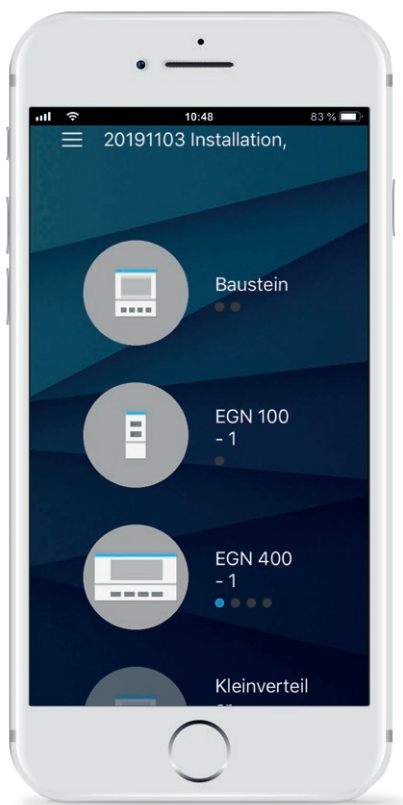 10:48
83 %
20191103 Installation,
Baustein
EGN 100
- 1
EGN 400
- 1
Kleinverteil